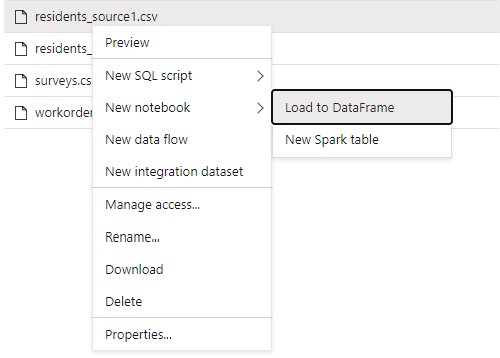 residents_source1.csv
residents_
surveys.cs
workorder
Preview
New SQL script
New notebook
New data flow
New integration dataset
Manage access...
Rename...
Download
Delete
Properties...
Load to DataFrame
New Spark table